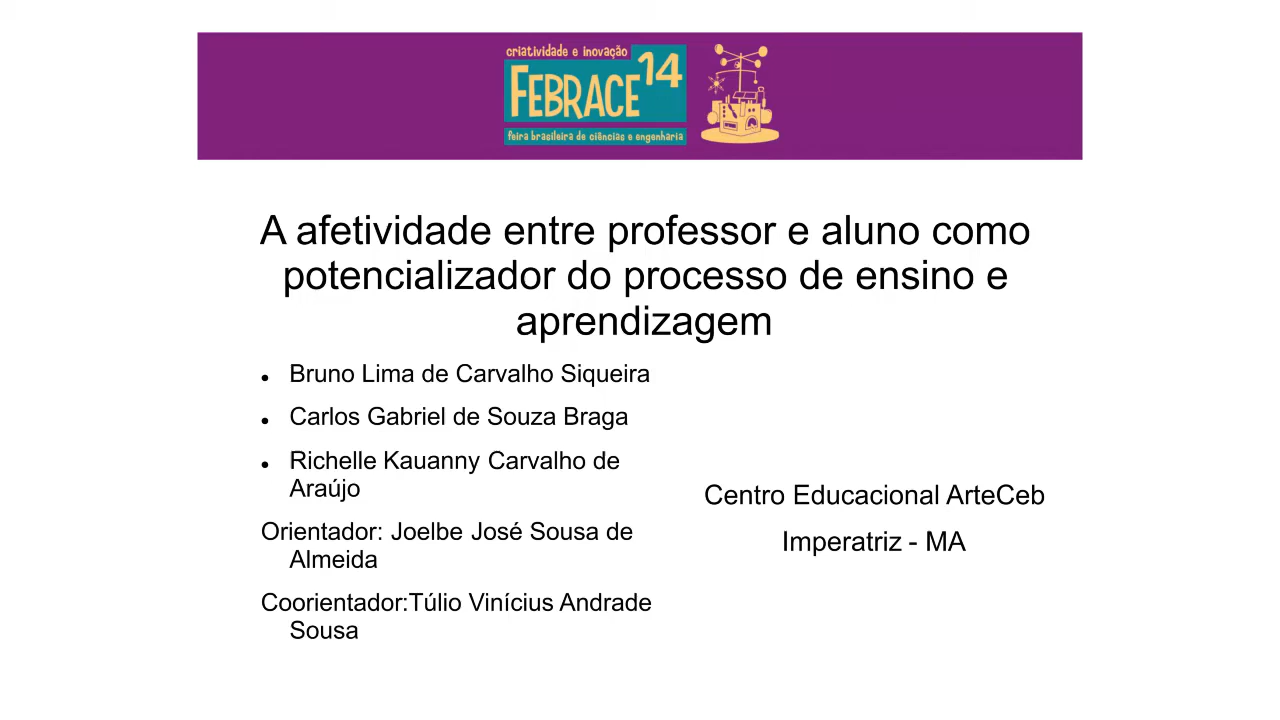 criatividade e inovação
FEBRACE 14
feira brasileira de ciências e engenharia
A afetividade entre professor e aluno como
potencializador do processo de ensino e
aprendizagem
• Bruno Lima de Carvalho Siqueira
• Carlos Gabriel de Souza Braga
• Richelle Kauanny Carvalho de
Araújo
Orientador: Joelbe José Sousa de
Almeida
Coorientador:Túlio Vinícius Andrade
Sousa
Centro Educacional ArteCeb
Imperatriz - MA